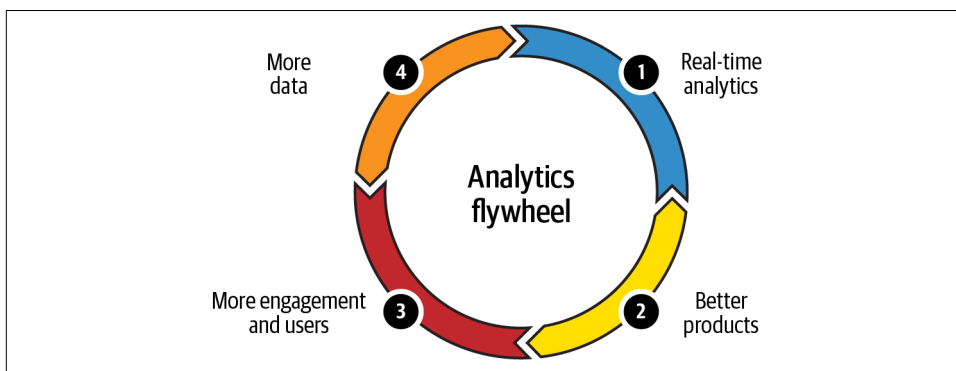 More
data
4
1
Real-time
analytics
Analytics
flywheel
More engagement
and users
3
2
Better
products